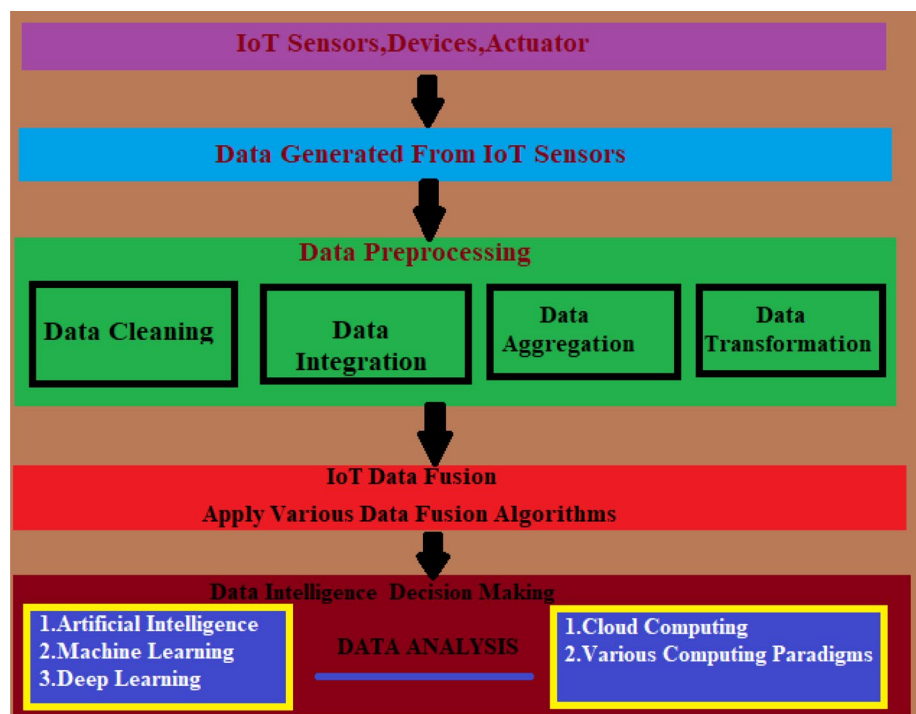 IoT Sensors,Devices,Actuator
Data Generated From IoT Sensors
Data Preprocessing
Data Cleaning
Data
Integration
Data
Aggregation
Data
Transformation
IoT Data Fusion
Apply Various Data Fusion Algorithms
Data Intelligence Decision Making
1.Artificial Intelligence
2.Machine Learning
3.Deep Learning
DATA ANALYSIS
1.Cloud Computing
2.Various Computing Paradigms